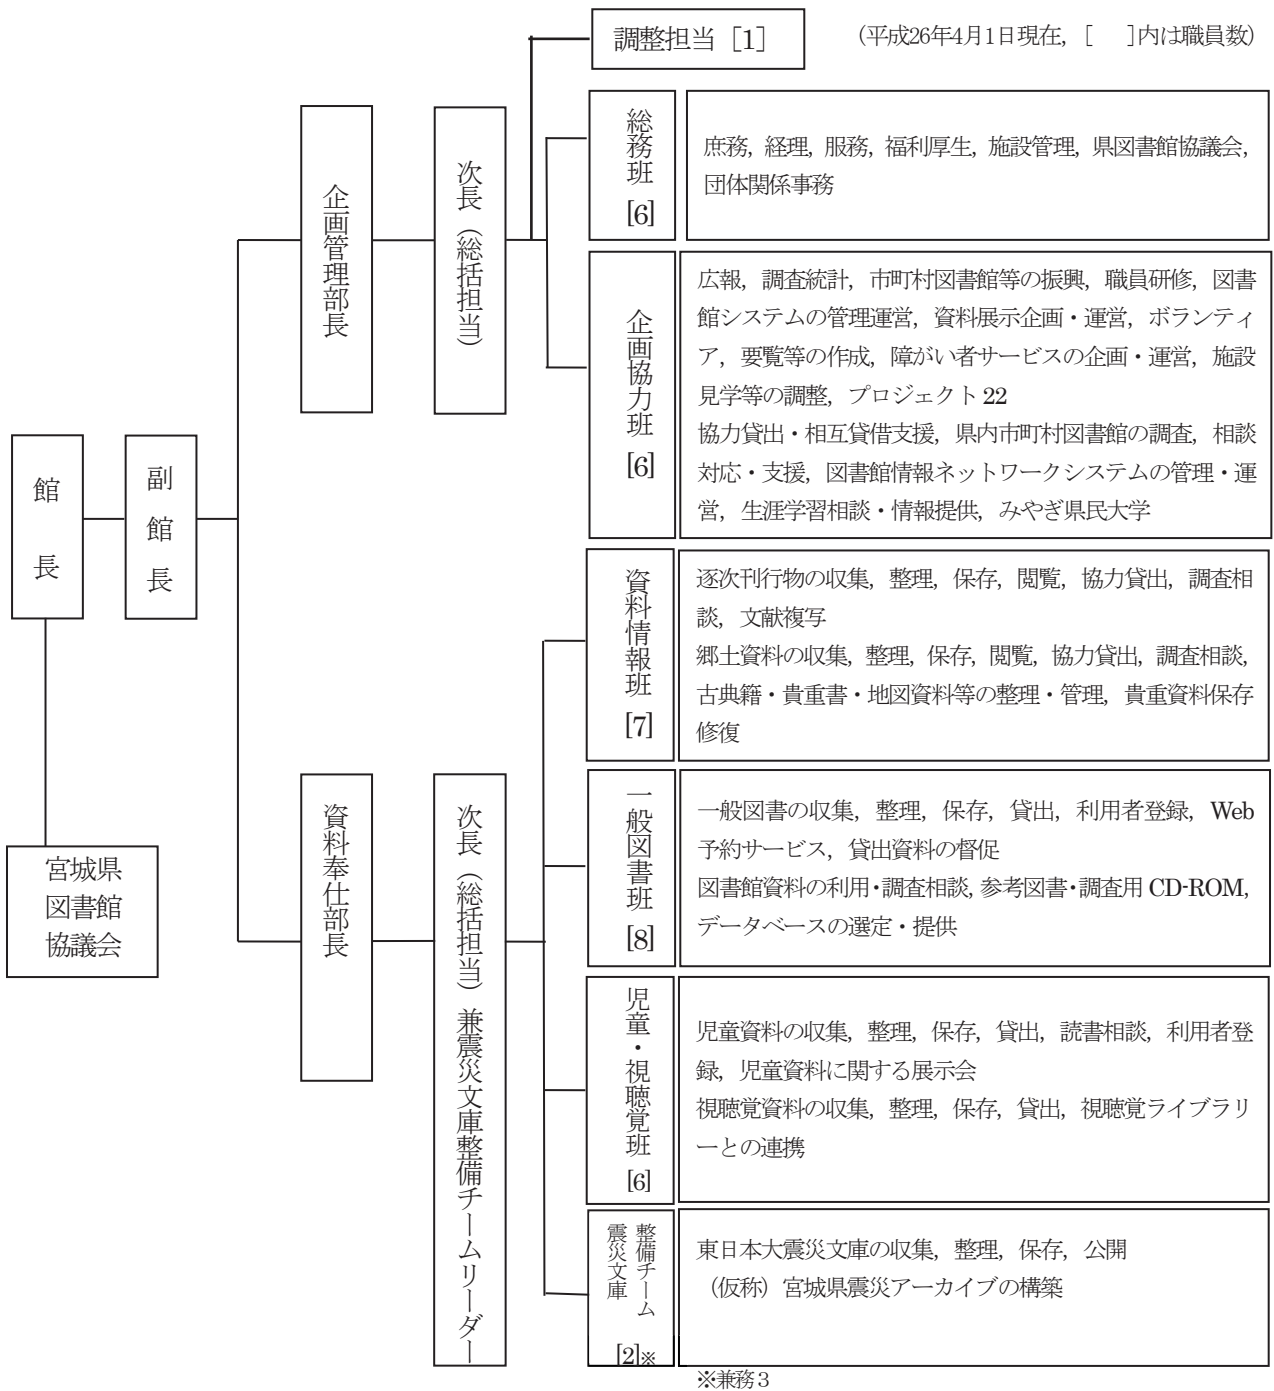 調整担当［1］
（平成26年4月1日現在，［　］内は職員数）
館長
副館長
宮城県
図書館
協議会
企画管理部長
次長（総括担当）
総務班
[6]
庶務，経理，服務，福利厚生，施設管理，県図書館協議会，
団体関係事務
企画協力班
[6]
広報，調査統計，市町村図書館等の振興，職員研修，図書
館システムの管理運営，資料展示企画・運営，ボランティ
ア，要覧等の作成，障がい者サービスの企画・運営，施設
見学等の調整，プロジェクト22
協力貸出・相互貸借支援，県内市町村図書館の調査，相談
対応・支援，図書館情報ネットワークシステムの管理・運
営，生涯学習相談・情報提供，みやぎ県民大学
資料奉仕部長
次長（総括担当）兼震災文庫整備チームリーダー
資料情報班
[7]
逐次刊行物の収集，整理，保存，閲覧，協力貸出，調査相
談，文献複写
郷土資料の収集，整理，保存，閲覧，協力貸出，調査相談，
古典籍・貴重書・地図資料等の整理・管理，貴重資料保存
修復
一般図書班
[8]
一般図書の収集，整理，保存，貸出，利用者登録，Web
予約サービス，貸出資料の督促
図書館資料の利用・調査相談，参考図書・調査用CD-ROM，
データベースの選定・提供
児童・視聴覚班
[6]
児童資料の収集，整理，保存，貸出，読書相談，利用者登
録，児童資料に関する展示会
視聴覚資料の収集，整理，保存，貸出，視聴覚ライブラリ
ーとの連携
震災文庫
整備チーム
[2]※
東日本大震災文庫の収集，整理，保存，公開
（仮称）宮城県震災アーカイブの構築
※兼務３